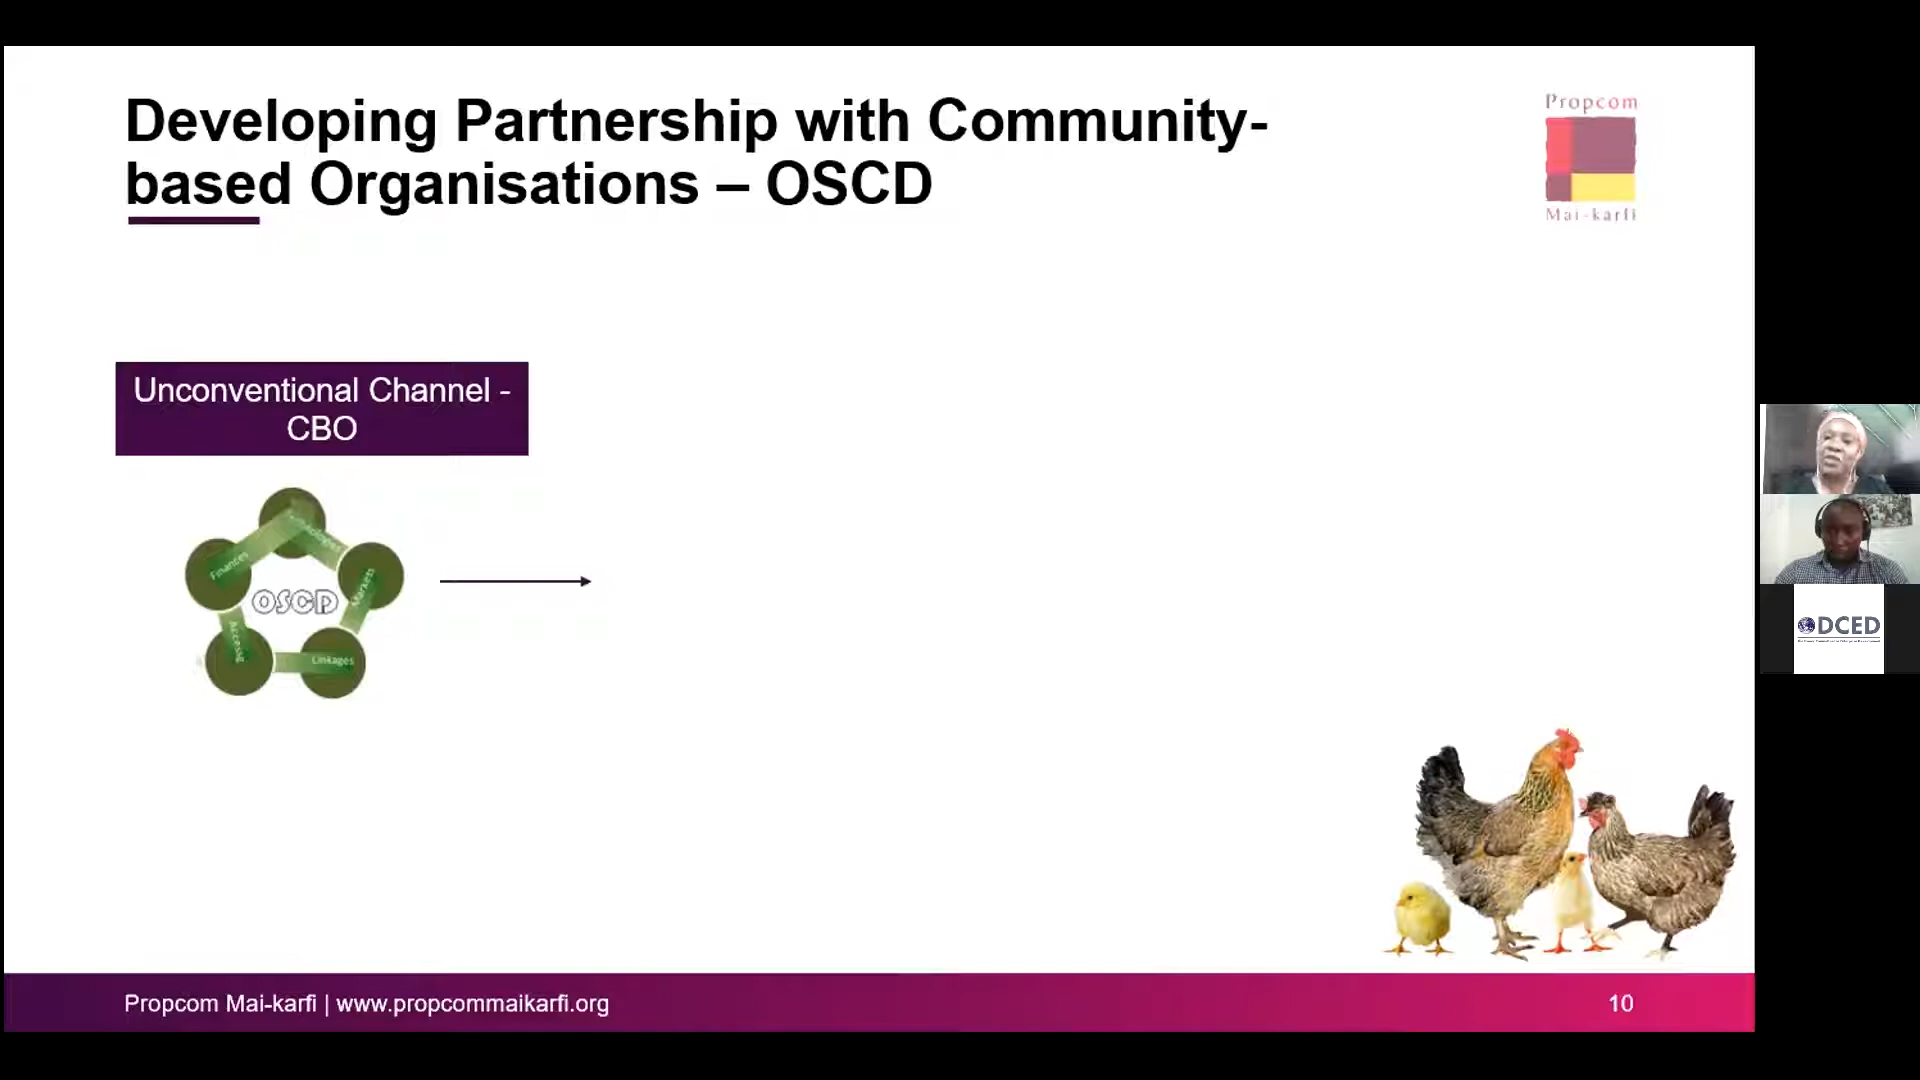 Developing Partnership with Community-
based Organisations – OSCD
Propcom
Mai-karfi
Unconventional Channel -
CBO
Finances
Markets
OSCD
Access
Linkages
DCED
Propcom Mai-karfi | www.propcommaikarfi.org
10